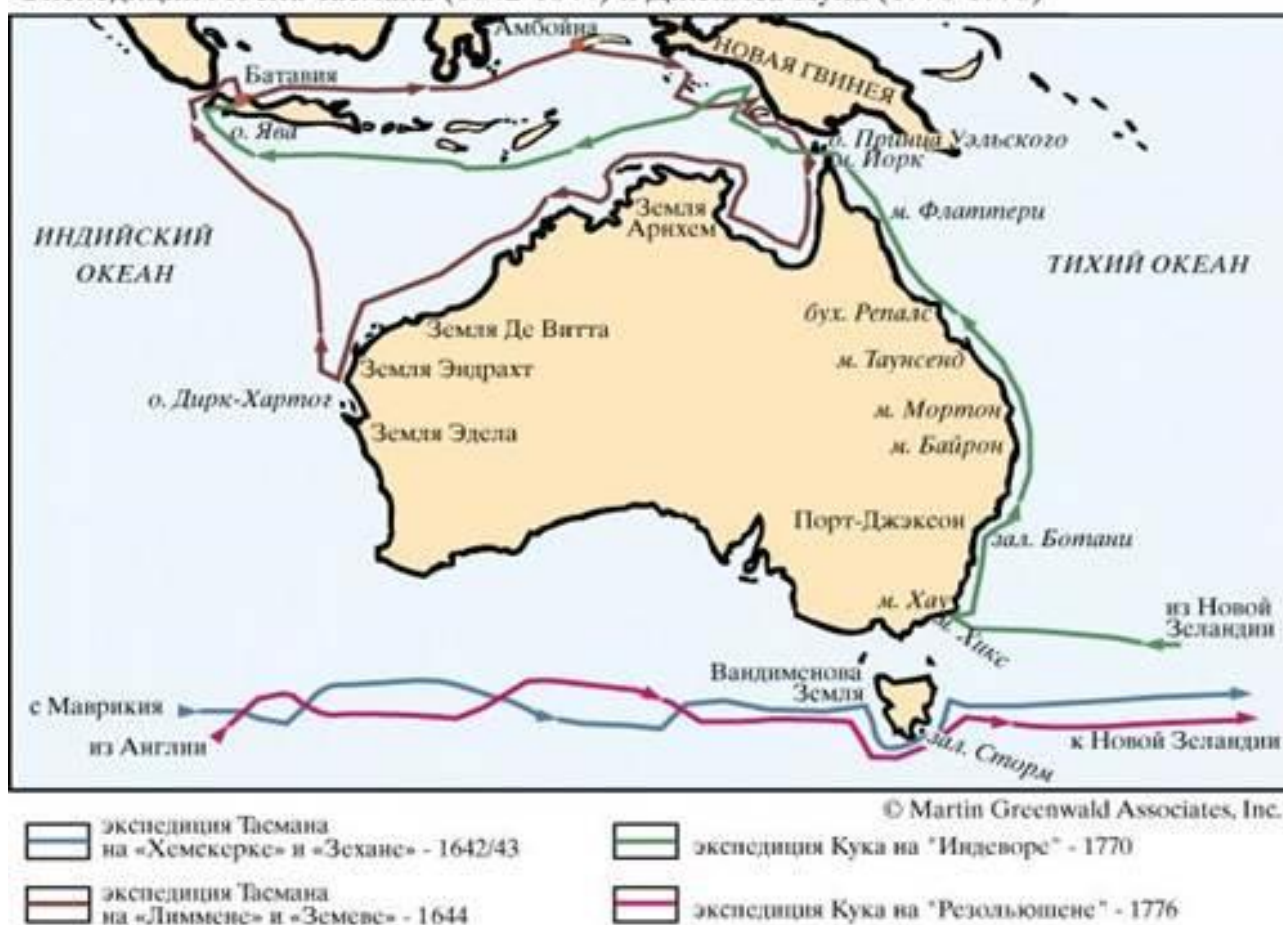 Амбойна
НОВАЯ ГВИНЕЯ
Батавия
о. Ява
о. Принца Уэльского
м. Йорк
Земля
Арнхем
м. Флаттери
ИНДИЙСКИЙ
ОКЕАН
ТИХИЙ ОКЕАН
бух. Репалс
Земля Де Витта
м. Таунсенд
Земля Эндрахт
о. Дирк-Хартог
м. Мортон
Земля Эдела
м. Байрон
Порт-Джэксон
зал. Ботани
м. Хау
м. Хикс
из Новой
Зеландии
Вандименова
Земля
с Маврикия
из Англии
зал. Сторм
к Новой Зеландии
© Martin Greenwald Associates, Inc.
экспедиция Тасмана
на «Хемскерке» и «Зехане» - 1642/43
экспедиция Кука на "Индеворе" - 1770
экспедиция Тасмана
на «Лиммене» и «Земеве» - 1644
экспедиция Кука на "Резольюшене" - 1776